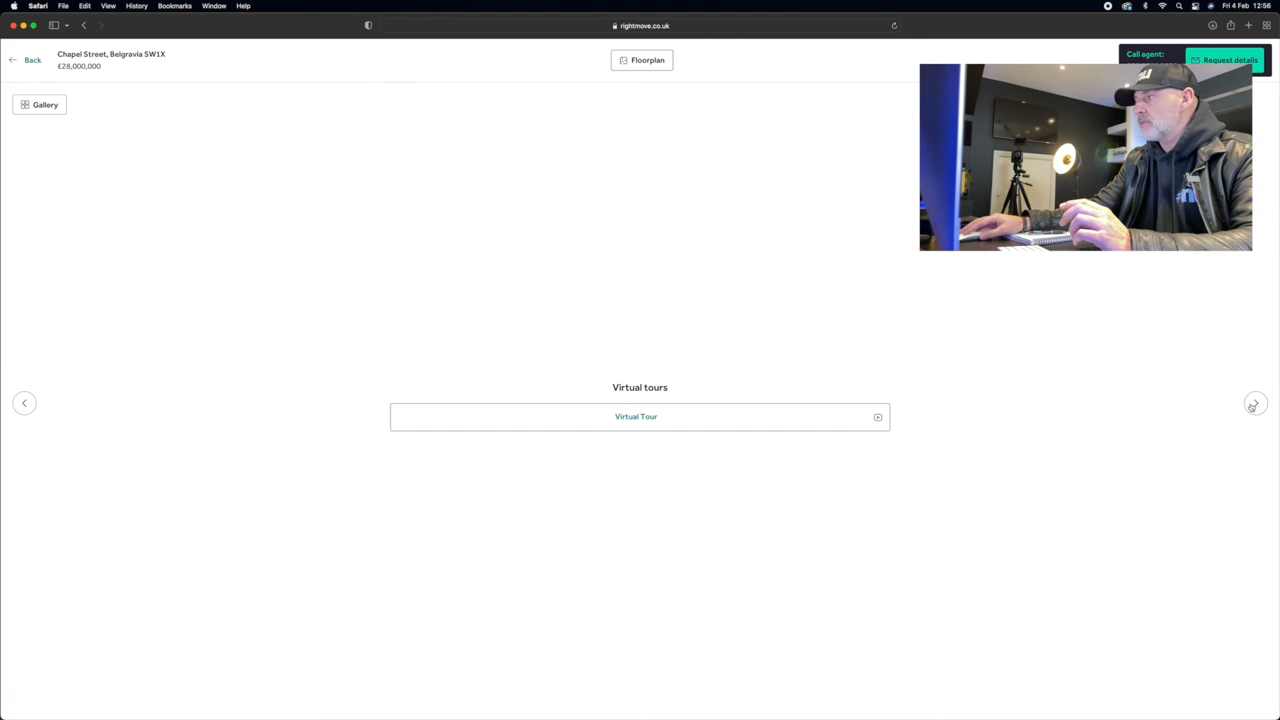 Safari File Edit View History Bookmarks Window Help Fri 4 Feb 12:56
rightmove.co.uk
Back
Chapel Street, Belgravia SW1X
£28,000,000
Floorplan
Call agent:
Request details
Gallery
Virtual tours
Virtual Tour